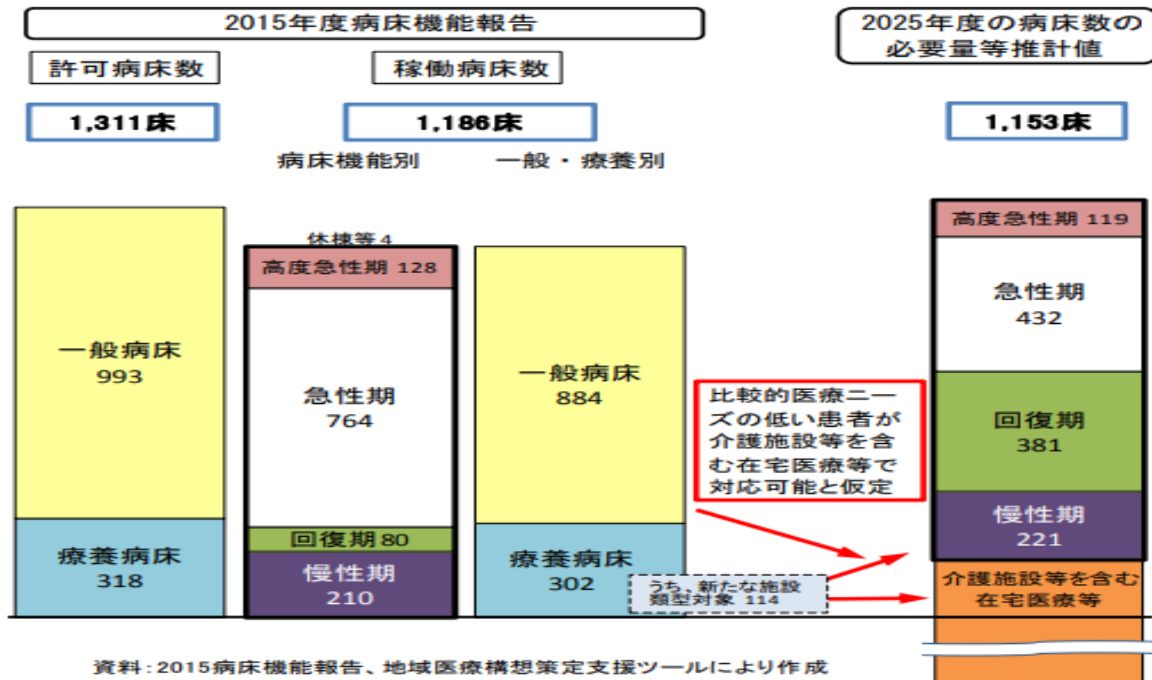 2015年度病床機能報告
2025年度の病床数の
必要量等推計値
許可病床数
稼働病床数
1,311床
1,186床
1,153床
病床機能別
一般・療養別
一般病床
993
療養病床
318
休棟等4
高度急性期 128
急性期
764
回復期 80
慢性期
210
一般病床
884
療養病床
302
比較的医療ニー
ズの低い患者が
介護施設等を含
む在宅医療等で
対応可能と仮定
うち、新たな施設
類型対象 114
高度急性期 119
急性期
432
回復期
381
慢性期
221
介護施設等を含む
在宅医療等
資料:2015病床機能報告、地域医療構想策定支援ツールにより作成